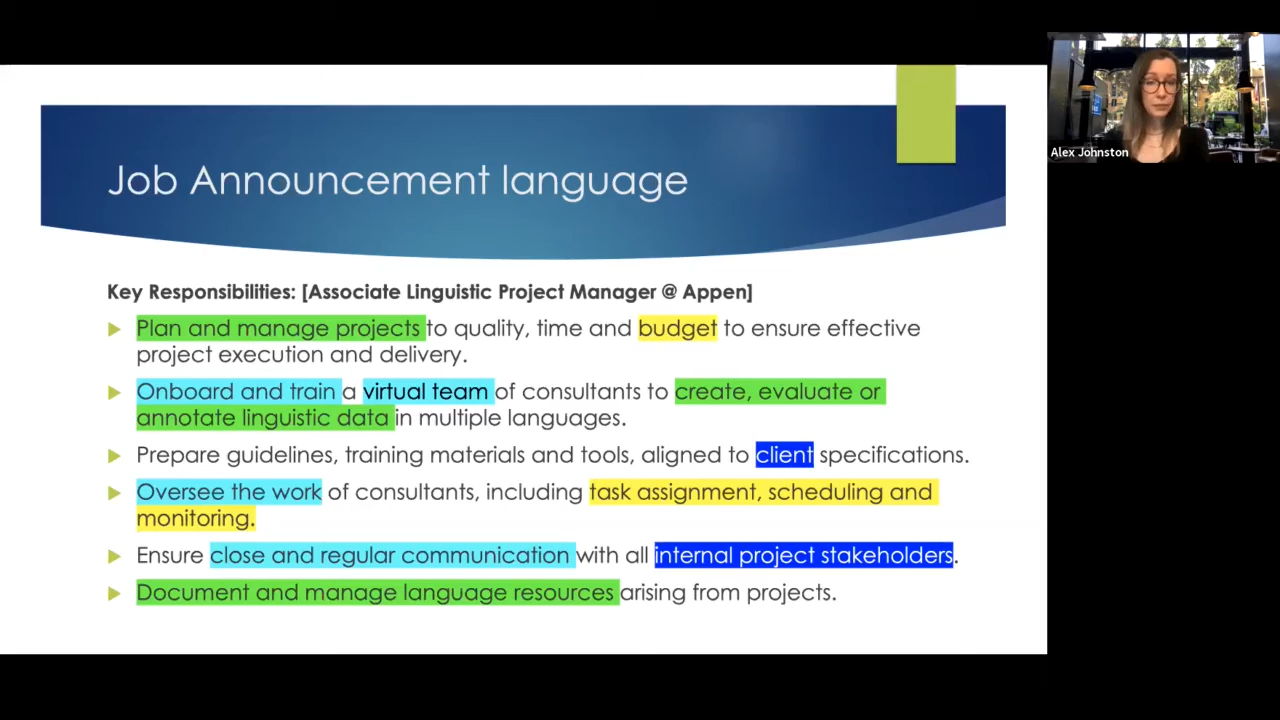 Job Announcement language
Alex Johnston
Key Responsibilities: [Associate Linguistic Project Manager @ Appen]
Plan and manage projects to quality, time and budget to ensure effective
project execution and delivery.
Onboard and train a virtual team of consultants to create, evaluate or
annotate linguistic data in multiple languages.
Prepare guidelines, training materials and tools, aligned to client specifications.
Oversee the work of consultants, including task assignment, scheduling and
monitoring.
Ensure close and regular communication with all internal project stakeholders.
Document and manage language resources arising from projects.